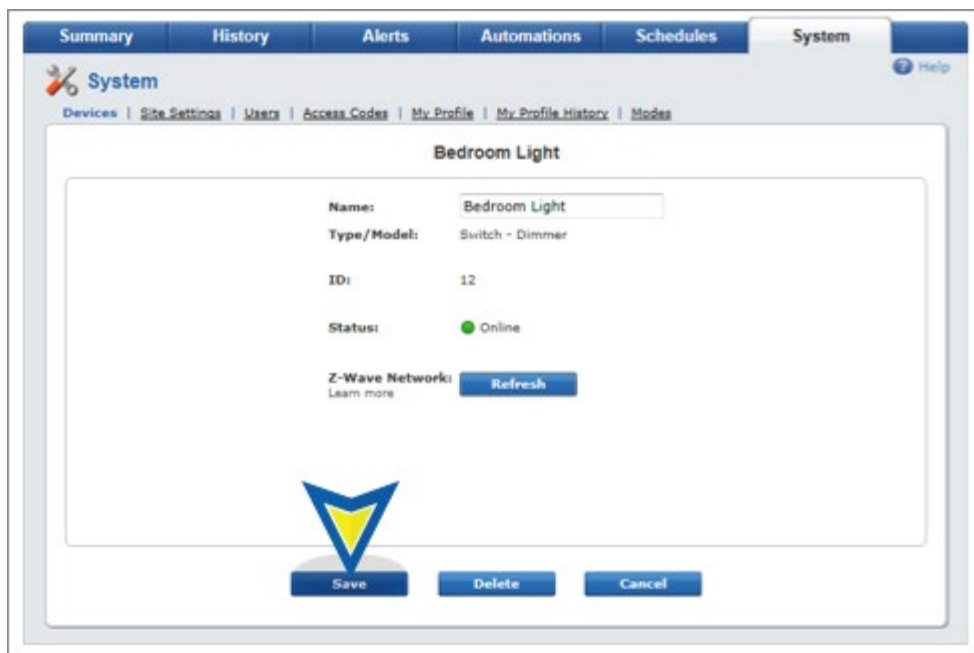 Summary History Alerts Automations Schedules System
Help
System
Devices | Site Settings | Users | Access Codes | My Profile | My Profile History | Modes
Bedroom Light
Name: Bedroom Light
Type/Model: Switch - Dimmer
ID: 12
Status: Online
Z-Wave Network: Refresh
Learn more
Save Delete Cancel